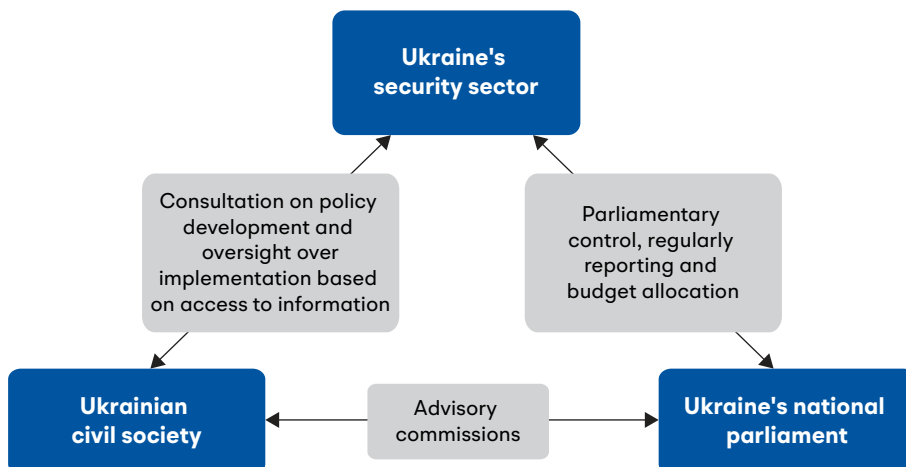 Ukraine's
security sector
Consultation on policy
development and
oversight over
implementation based
on access to information
Parliamentary
control, regularly
reporting and
budget allocation
Ukrainian
civil society
Advisory
commissions
Ukraine's national
parliament